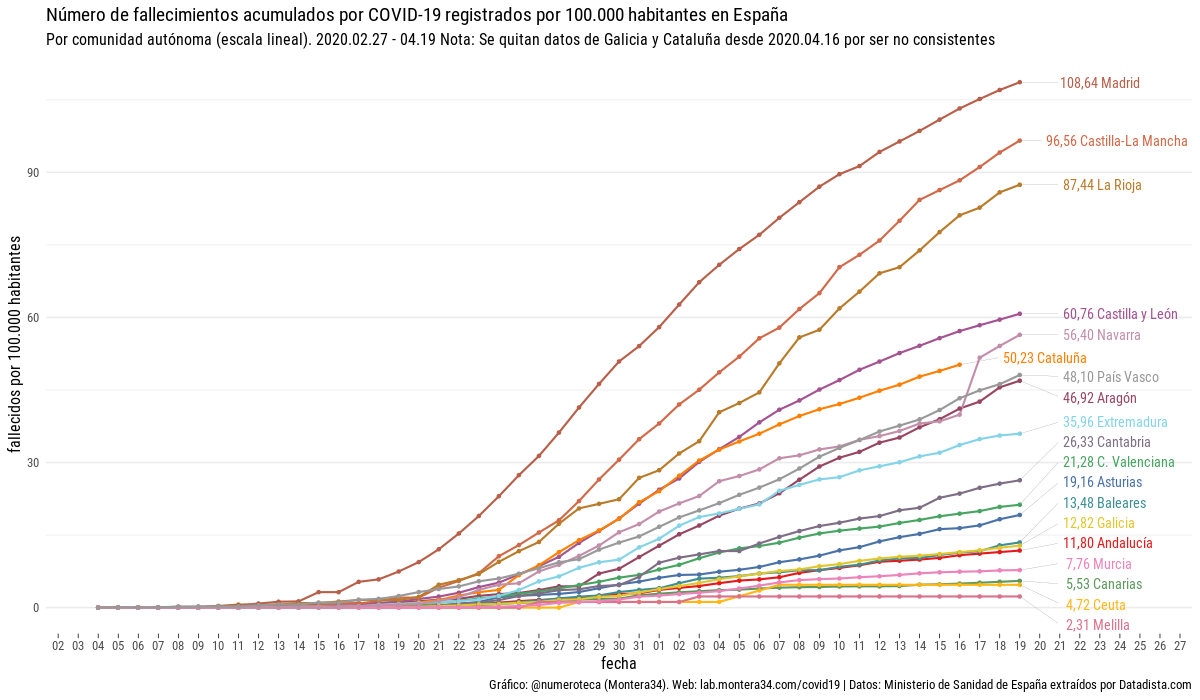 Número de fallecimientos acumulados por COVID-19 registrados por 100.000 habitantes en España
Por comunidad autónoma (escala lineal). 2020.02.27 - 04.19 Nota: Se quitan datos de Galicia y Cataluña desde 2020.04.16 por ser no consistentes
fallecidos por 100.000 habitantes
90
60
30
0
108,64 Madrid
96,56 Castilla-La Mancha
87,44 La Rioja
60,76 Castilla y León
56,40 Navarra
50,23 Cataluña
48,10 País Vasco
46,92 Aragón
35,96 Extremadura
26,33 Cantabria
21,28 C. Valenciana
19,16 Asturias
13,48 Baleares
12,82 Galicia
11,80 Andalucía
7,76 Murcia
5,53 Canarias
4,72 Ceuta
2,31 Melilla
02 03 04 05 06 07 08 09 10 11 12 13 14 15 16 17 18 19 20 21 22 23 24 25 26 27 28 29 30 31 01 02 03 04 05 06 07 08 09 10 11 12 13 14 15 16 17 18 19 20 21 22 23 24 25 26 27
fecha
Gráfico: @numeroteca (Montera34). Web: lab.montera34.com/covid19 | Datos: Ministerio de Sanidad de España extraídos por Datadista.com